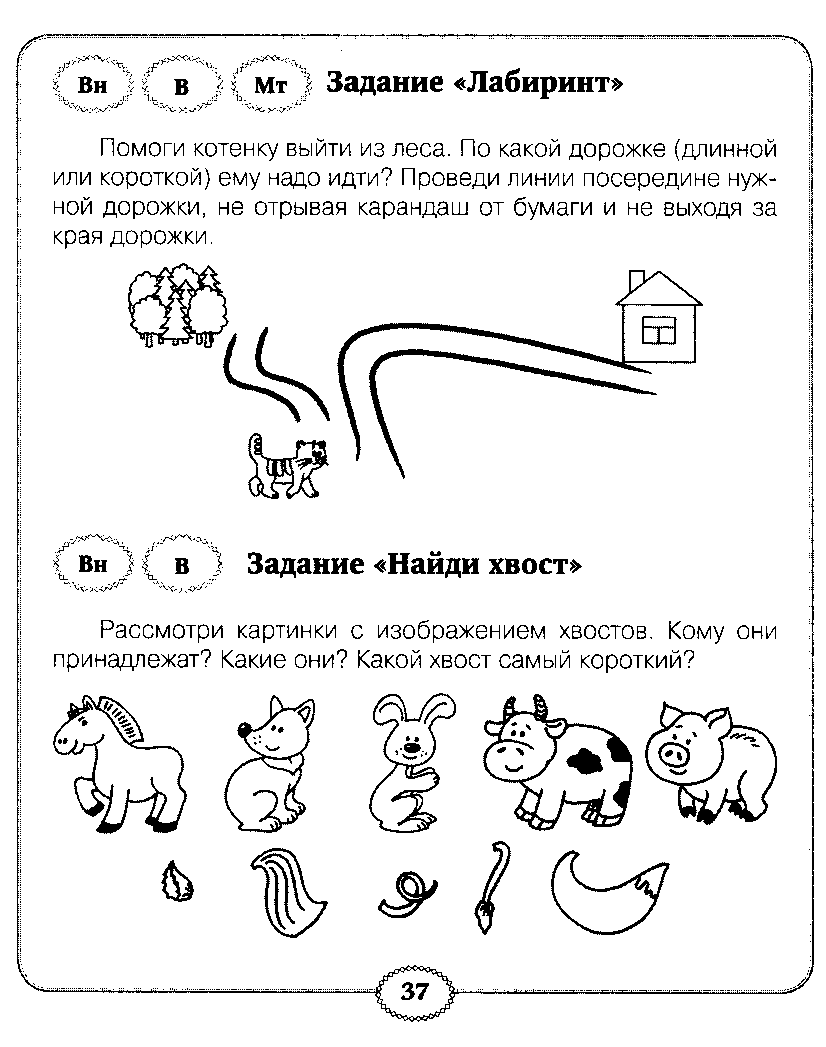 Вн В Мт Задание «Лабиринт»
Помоги котенку выйти из леса. По какой дорожке (длинной
или короткой) ему надо идти? Проведи линии посередине нуж-
ной дорожки, не отрывая карандаш от бумаги и не выходя за
края дорожки.
Вн В Задание «Найди хвост»
Рассмотри картинки с изображением хвостов. Кому они
принадлежат? Какие они? Какой хвост самый короткий?
37